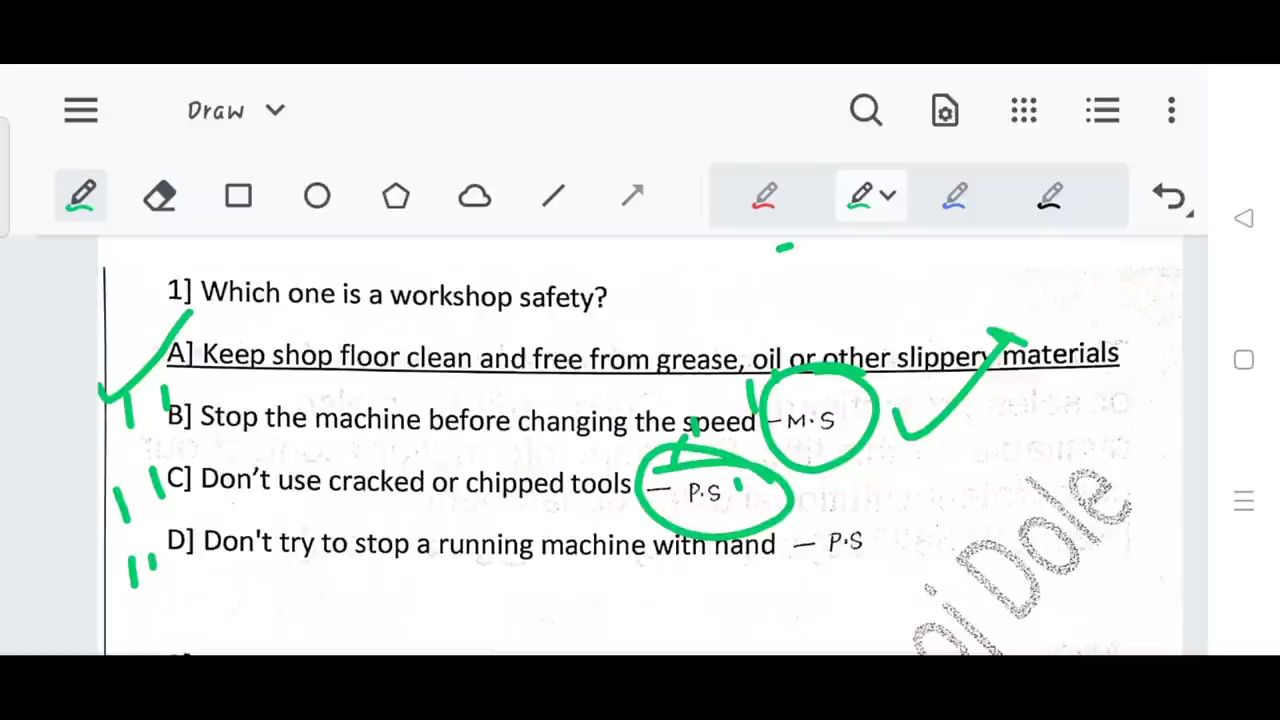 Draw
1] Which one is a workshop safety?
A] Keep shop floor clean and free from grease, oil or other slippery materials
B] Stop the machine before changing the speed – M.S
C] Don't use cracked or chipped tools — P.S
D] Don't try to stop a running machine with hand — P.S
Dole